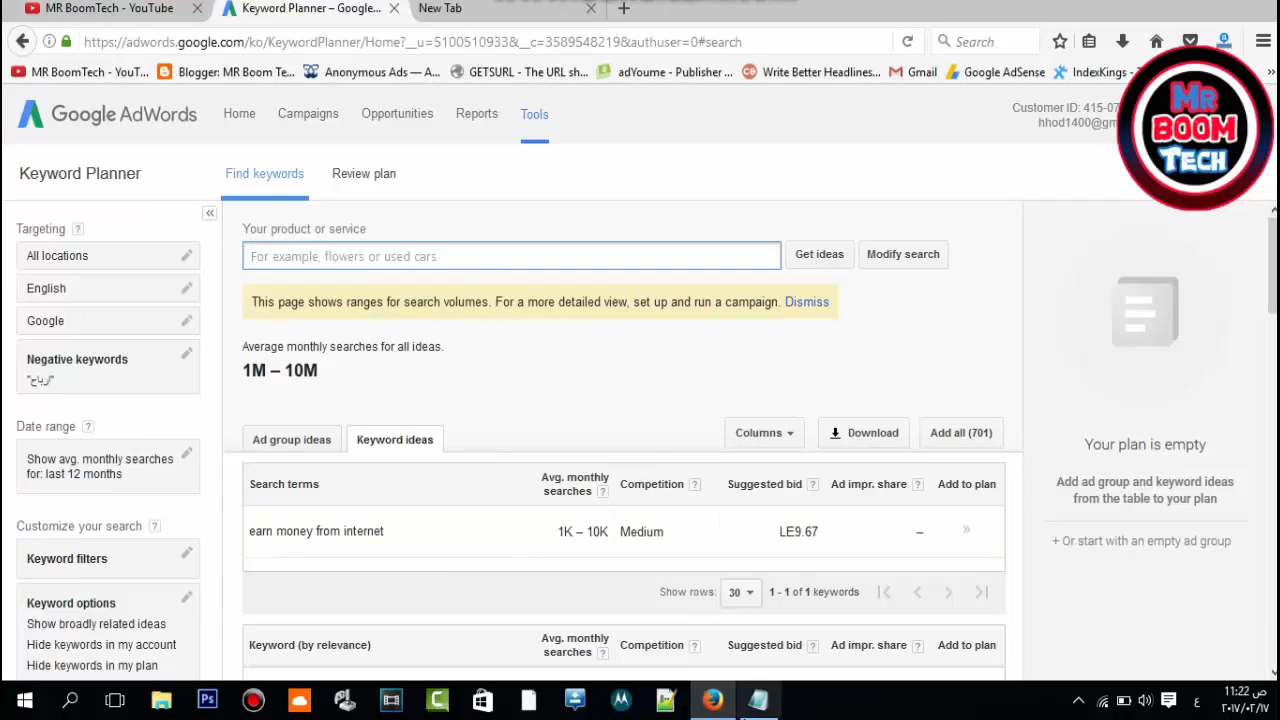 MR BoomTech - YouTube
Keyword Planner – Google...
New Tab
https://adwords.google.com/ko/KeywordPlanner/Home?__u=5100510933&__c=3589548219&authuser=0#search
Search
MR BoomTech - YouT...
Blogger: MR Boom Te...
Anonymous Ads — A...
GETSURL - The URL sh...
adYoume - Publisher ...
Write Better Headlines...
Gmail
Google AdSense
IndexKings - T
Google AdWords
Home
Campaigns
Opportunities
Reports
Tools
Customer ID: 415-07
hhod1400@gm
MR
BOOM
TECH
Keyword Planner
Find keywords
Review plan
Targeting ?
All locations
English
Google
Negative keywords
"ارباح"
Date range ?
Show avg. monthly searches
for: last 12 months
Customize your search ?
Keyword filters
Keyword options
Show broadly related ideas
Hide keywords in my account
Hide keywords in my plan
Your product or service
For example, flowers or used cars
Get ideas
Modify search
This page shows ranges for search volumes. For a more detailed view, set up and run a campaign. Dismiss
Average monthly searches for all ideas.
1M – 10M
Ad group ideas
Keyword ideas
Columns
Download
Add all (701)
Search terms
Avg. monthly
searches ?
Competition ?
Suggested bid ?
Ad impr. share ?
Add to plan
earn money from internet
1K – 10K
Medium
LE9.67
–
»
Show rows: 30
1 - 1 of 1 keywords
Keyword (by relevance)
Avg. monthly
searches ?
Competition ?
Suggested bid ?
Ad impr. share ?
Add to plan
Your plan is empty
Add ad group and keyword ideas
from the table to your plan
+ Or start with an empty ad group
Ps
ع
11:22 ص
٢٠١٧/٠٢/١٧